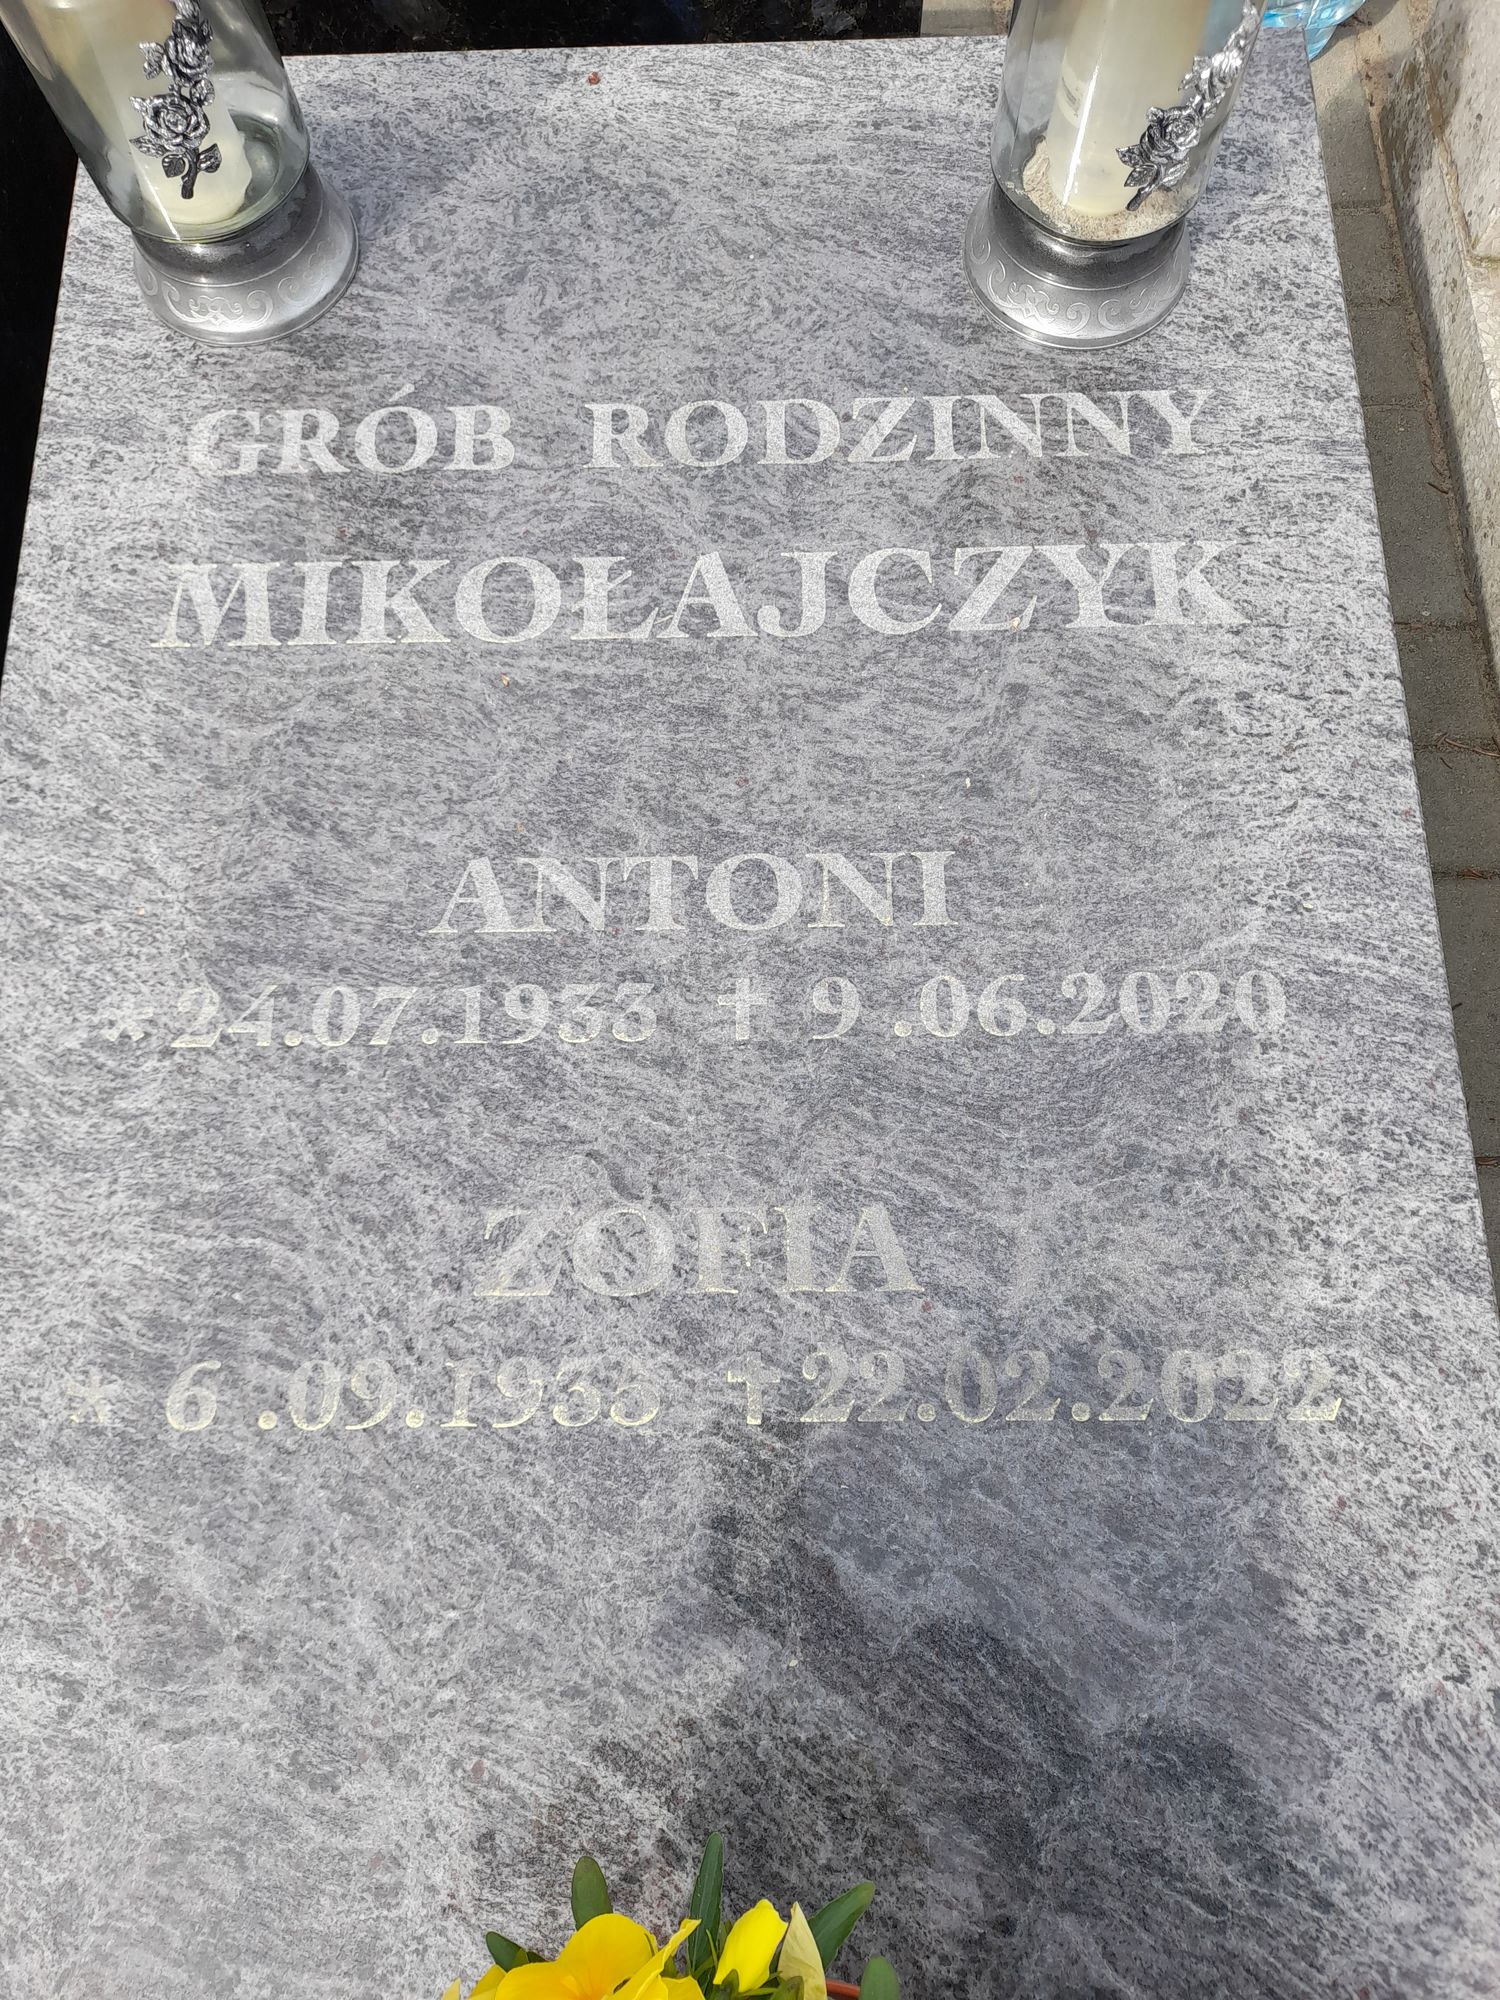 GRÓB RODZINNY
MIKOŁAJCZYK
ANTONI
* 24.07.1933 † 9.06.2020
ZOFIA
* 6.09.1933 † 22.02.2022